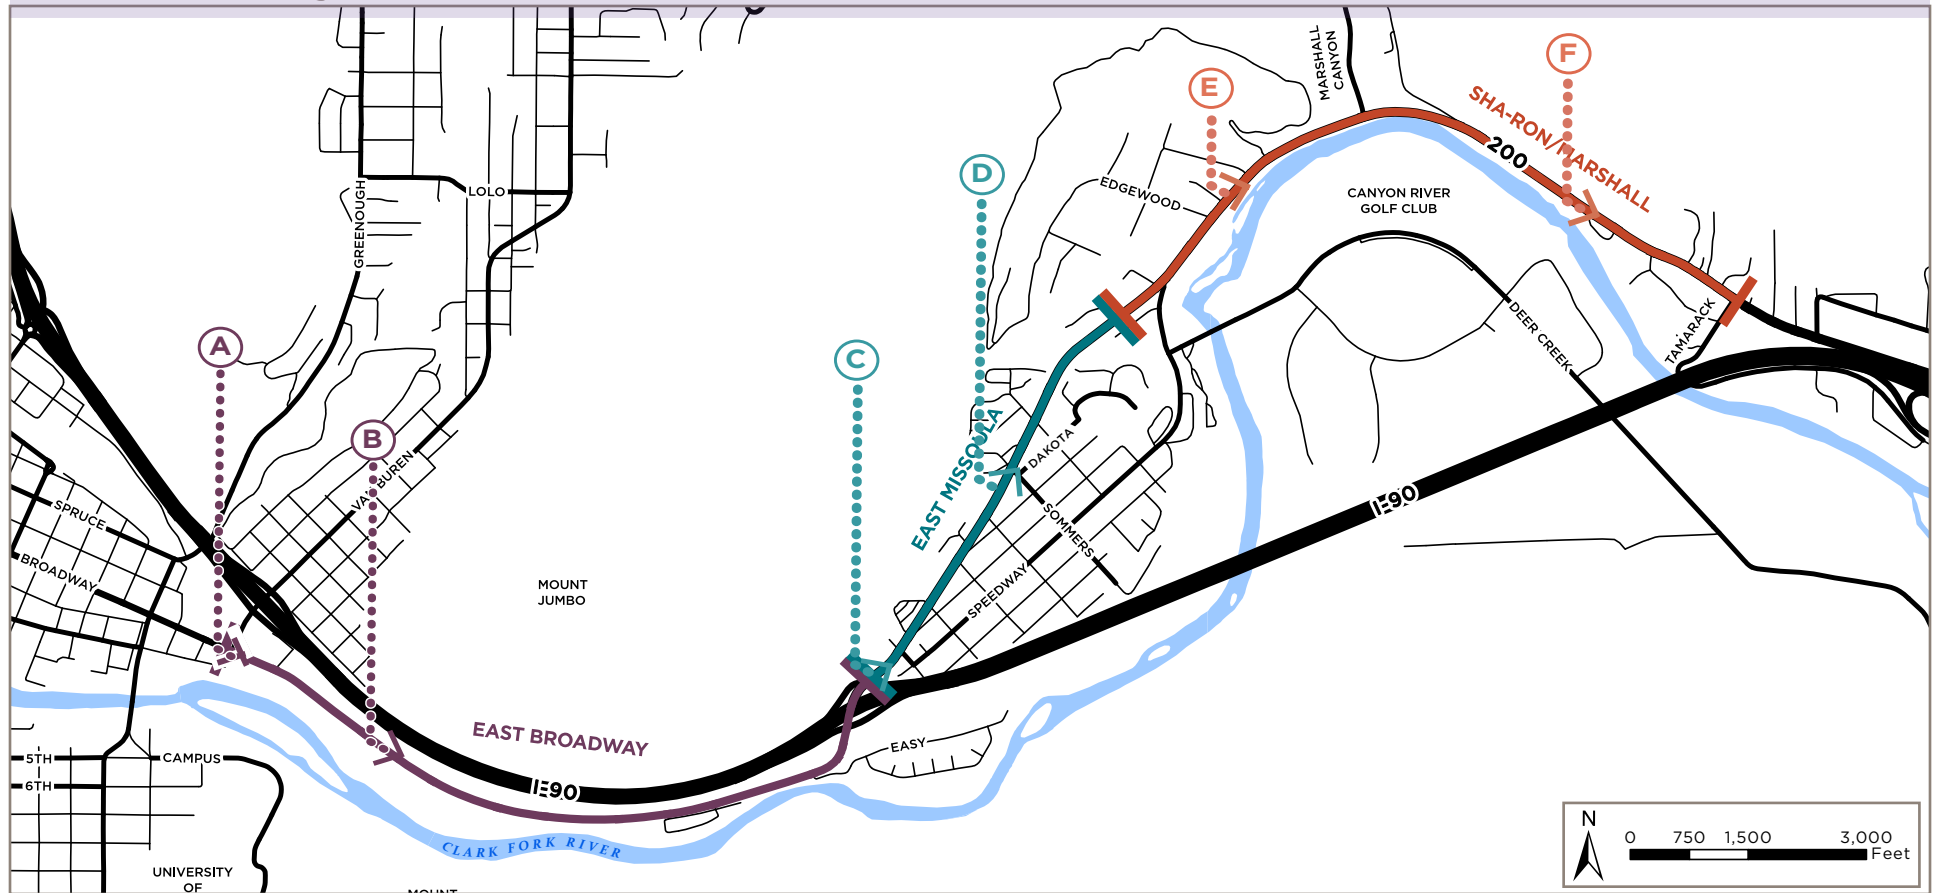 F
MARSHALL
CANYON
E
SHA-RON/MARSHALL
200
D
EDGEWOOD
CANYON RIVER
GOLF CLUB
LOLO
GREENOUGH
A
C
B
DEER CREEK
TAMARACK
VAN BUREN
EAST MISSOULA
DAKOTA
SPRUCE
I-90
SOMMERS
BROADWAY
MOUNT
JUMBO
SPEEDWAY
EAST BROADWAY
EASY
5TH
CAMPUS
6TH
I-90
CLARK FORK RIVER
N
0 750 1,500 3,000
Feet
UNIVERSITY
OF
MOUNT